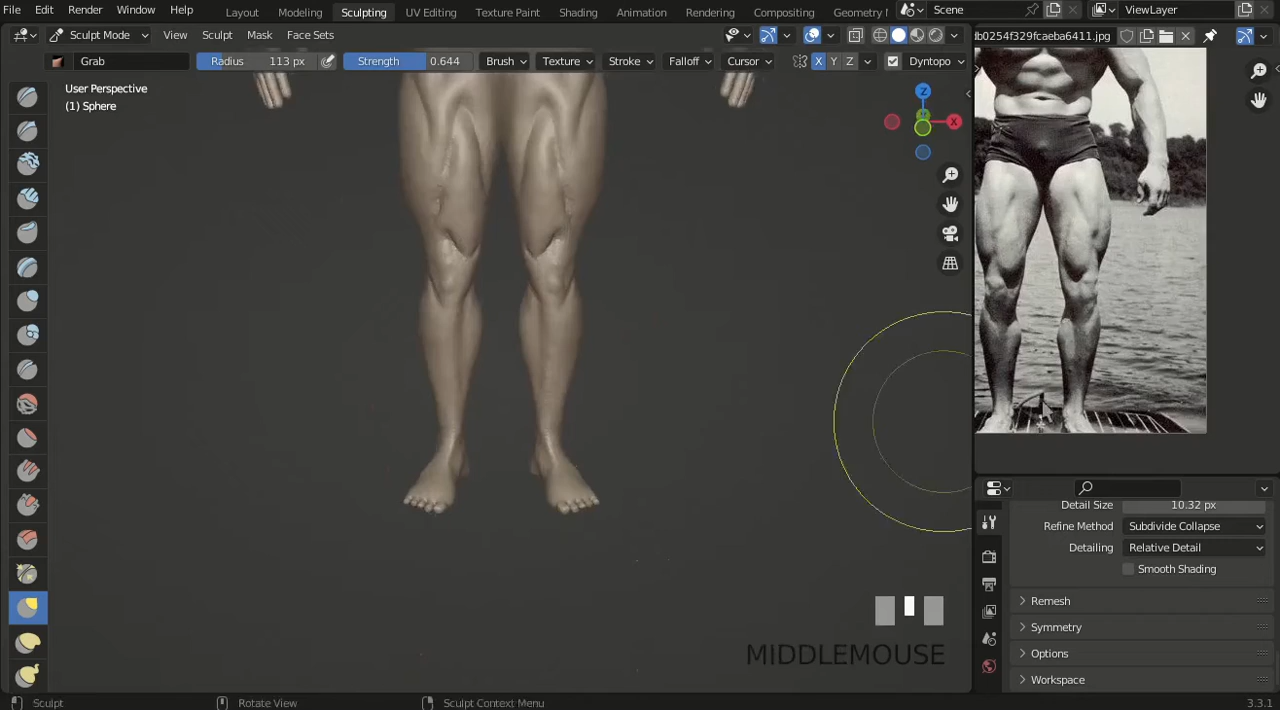 File Edit Render Window Help Layout Modeling Sculpting UV Editing Texture Paint Shading Animation Rendering Compositing Geometry N Scene ViewLayer
Sculpt Mode View Sculpt Mask Face Sets
db0254f329fcaeba6411.jpg
Grab Radius 113 px Strength 0.644 Brush Texture Stroke Falloff Cursor X Y Z Dyntopo
User Perspective
(1) Sphere
Z
X
Detail Size 10.32 px
Refine Method Subdivide Collapse
Detailing Relative Detail
Smooth Shading
Remesh
Symmetry
Options
Workspace
MIDDLEMOUSE
Sculpt Rotate View Sculpt Context Menu 3.3.1